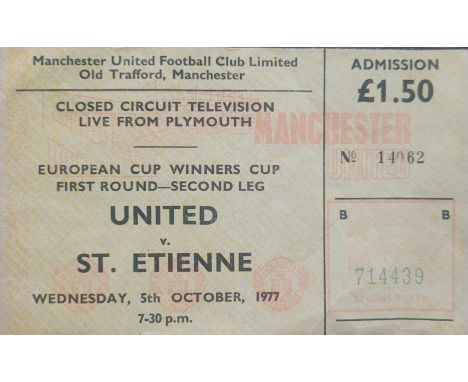 Manchester United Football Club Limited
Old Trafford, Manchester
CLOSED CIRCUIT TELEVISION
LIVE FROM PLYMOUTH
EUROPEAN CUP WINNERS CUP
FIRST ROUND—SECOND LEG
UNITED
v.
ST. ETIENNE
WEDNESDAY, 5th OCTOBER, 1977
7-30 p.m.
ADMISSION
£1.50
MANCHESTER
UNITED
No 14062
B B
714439